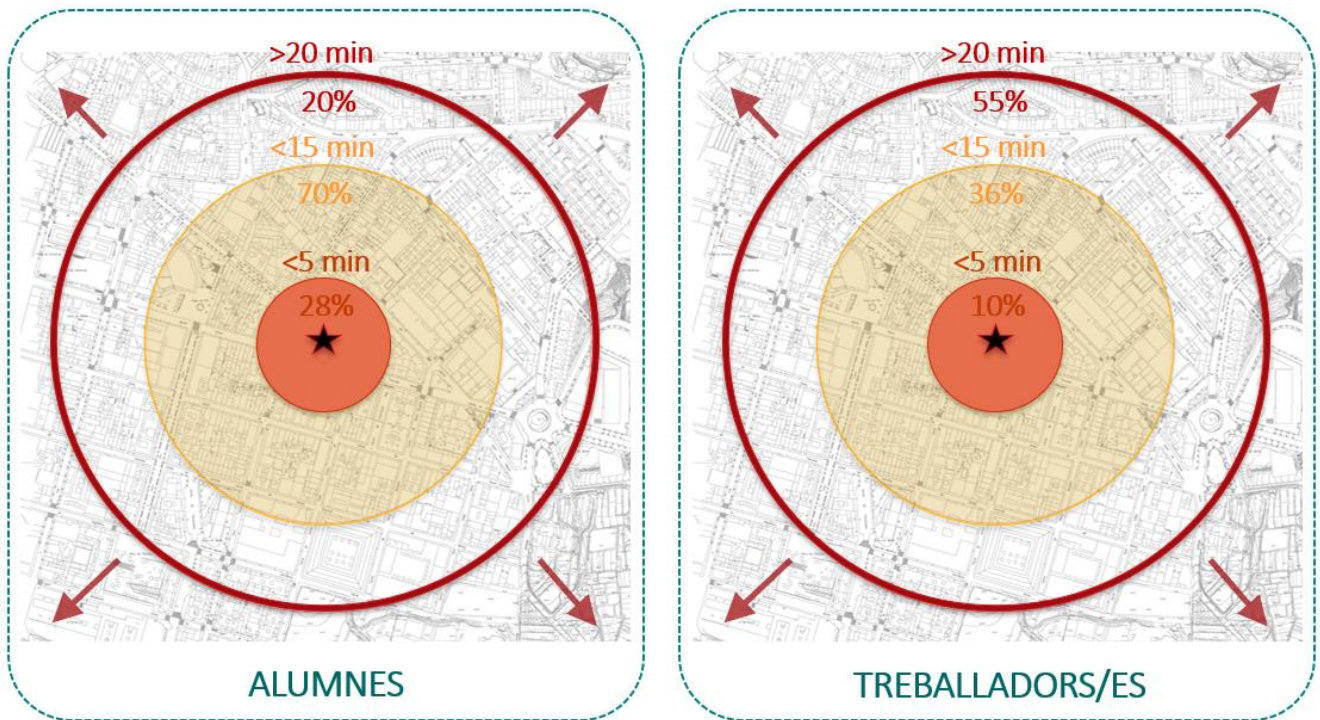 >20 min
20%
<15 min
70%
<5 min
28%
ALUMNES
>20 min
55%
<15 min
36%
<5 min
10%
TREBALLADORS/ES